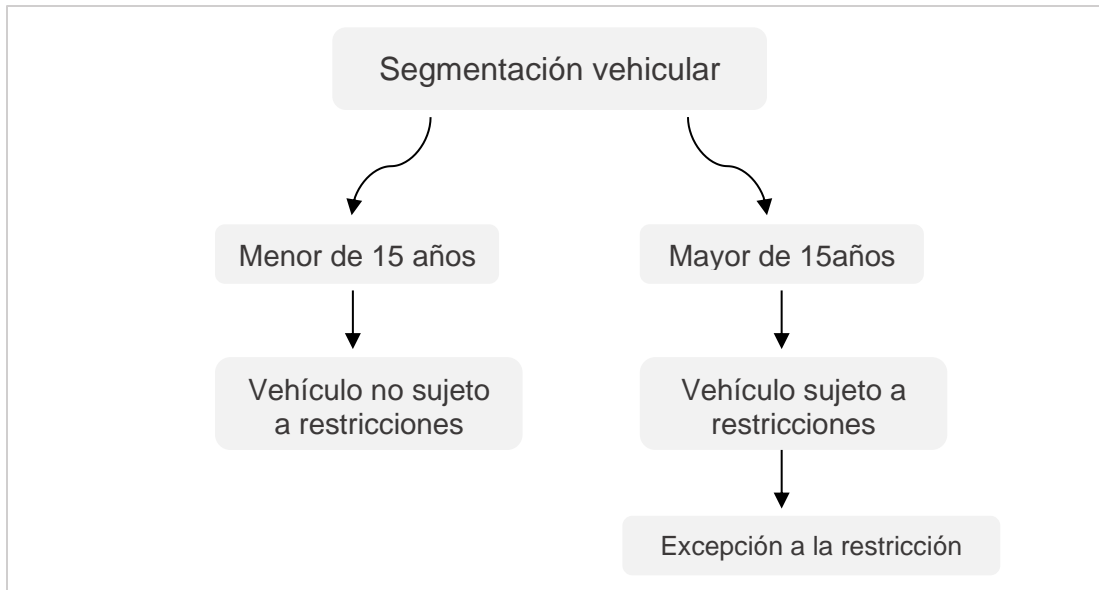 Segmentación vehicular
Menor de 15 años
Mayor de 15años
Vehículo no sujeto
a restricciones
Vehículo sujeto a
restricciones
Excepción a la restricción